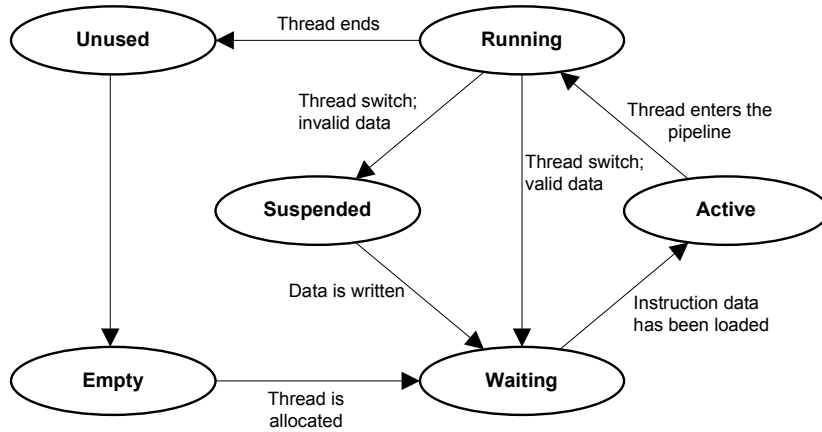 Unused
Thread ends
Running
Thread switch;
invalid data
Thread enters the
pipeline
Thread switch;
valid data
Suspended
Active
Data is written
Instruction data
has been loaded
Empty
Thread is
allocated
Waiting